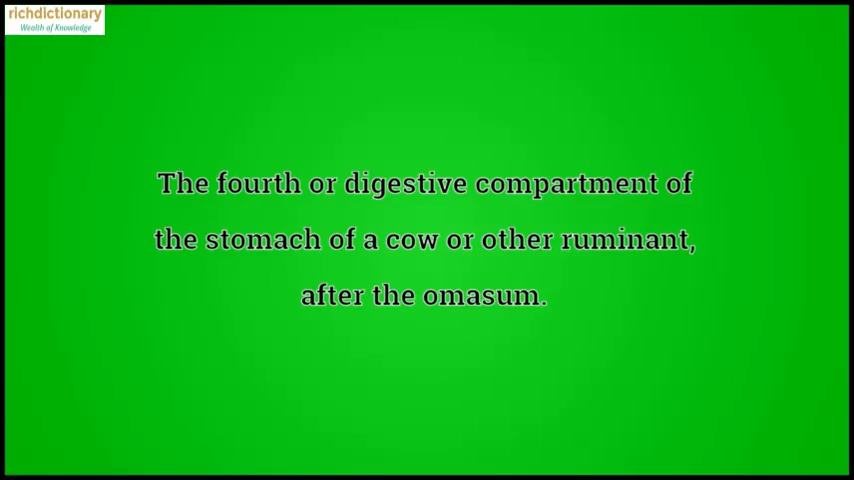 richdictionary
Wealth of Knowledge
The fourth or digestive compartment of
the stomach of a cow or other ruminant,
after the omasum.